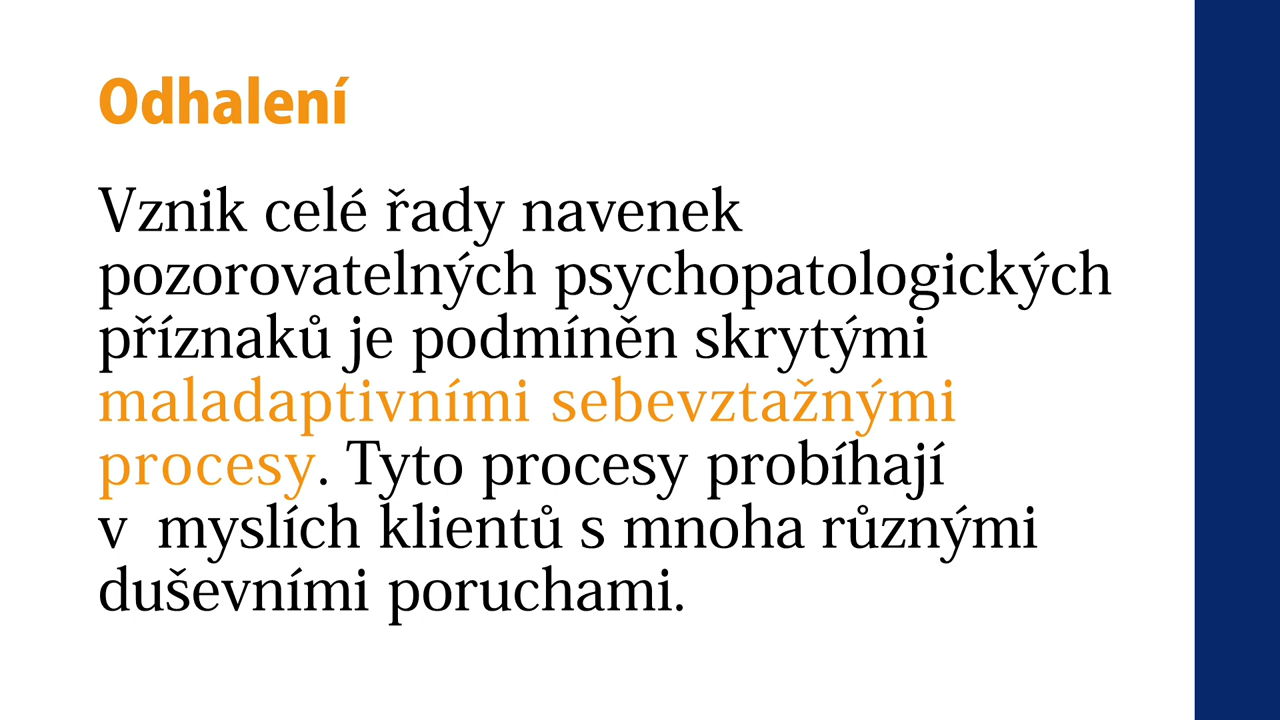 Odhalení
Vznik celé řady navenek
pozorovatelných psychopatologických
příznaků je podmíněn skrytými
maladaptivními sebevztažnými
procesy. Tyto procesy probíhají
v  myslích klientů s mnoha různými
duševními poruchami.